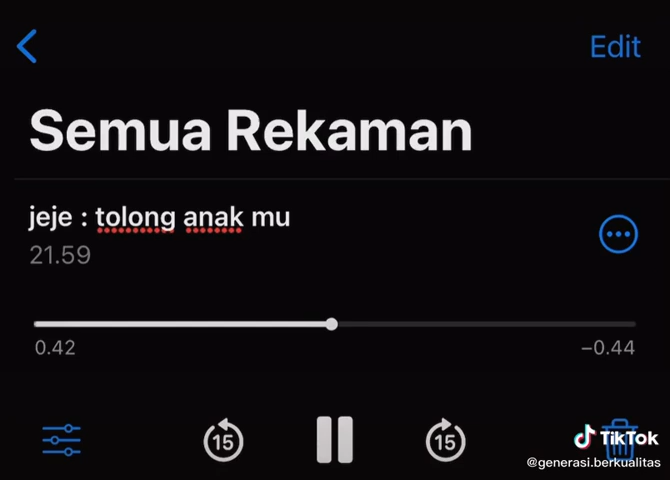 Edit
Semua Rekaman
jeje : tolong anak mu
21.59
0.42
−0.44
15
15
TikTok
@generasi.berkualitas